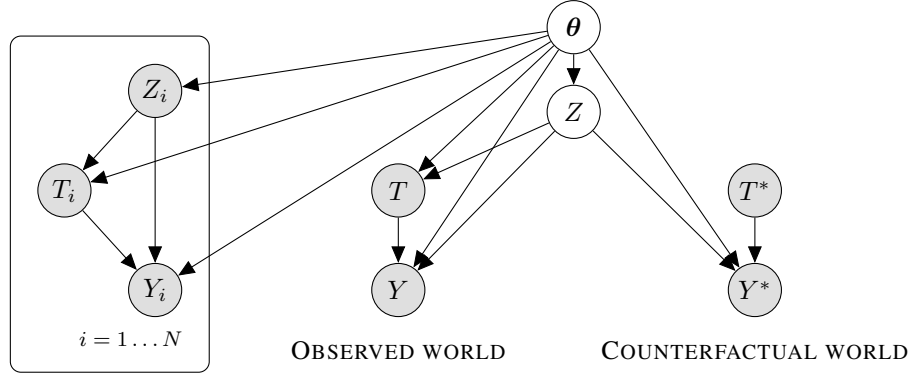 θ
Z_i
Z
T_i
T
T*
Y_i
Y
Y*
i = 1 … N
OBSERVED WORLD
COUNTERFACTUAL WORLD